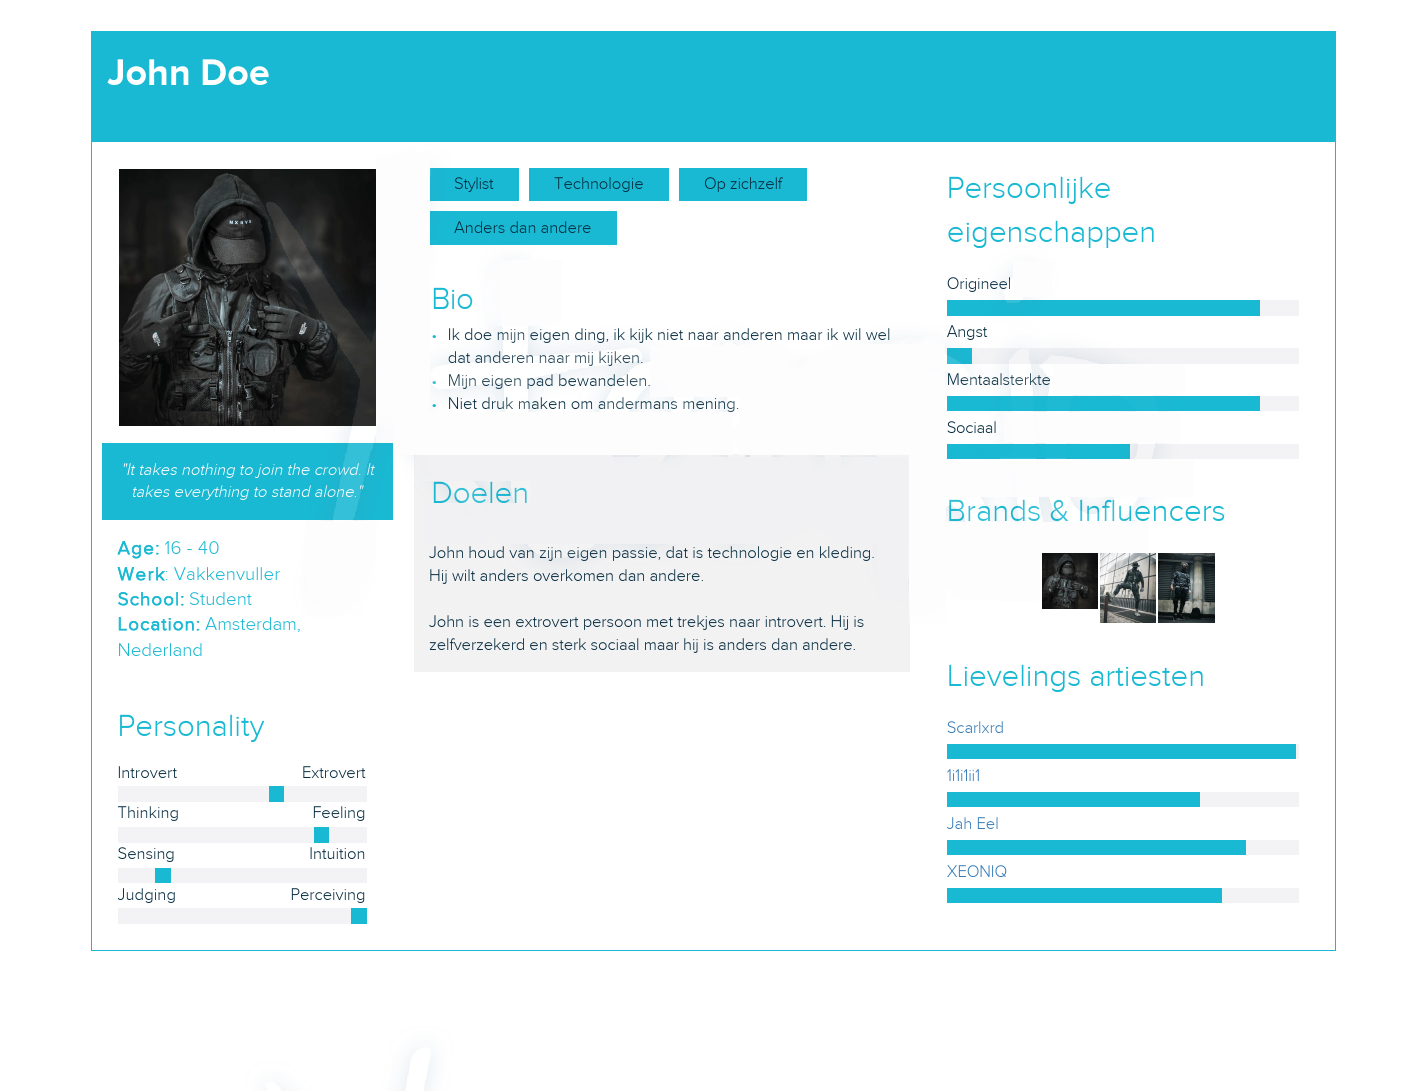 John Doe
MXDVS
"It takes nothing to join the crowd. It
takes everything to stand alone."
Age: 16 - 40
Werk: Vakkenvuller
School: Student
Location: Amsterdam,
Nederland
Personality
Introvert Extrovert
Thinking Feeling
Sensing Intuition
Judging Perceiving
Stylist Technologie Op zichzelf
Anders dan andere
Bio
• Ik doe mijn eigen ding, ik kijk niet naar anderen maar ik wil wel
dat anderen naar mij kijken.
• Mijn eigen pad bewandelen.
• Niet druk maken om andermans mening.
Doelen
John houd van zijn eigen passie, dat is technologie en kleding.
Hij wilt anders overkomen dan andere.
John is een extrovert persoon met trekjes naar introvert. Hij is
zelfverzekerd en sterk sociaal maar hij is anders dan andere.
Persoonlijke
eigenschappen
Origineel
Angst
Mentaalsterkte
Sociaal
Brands & Influencers
Lievelings artiesten
Scarlxrd
1i1i1ii1
Jah Eel
XEONIQ